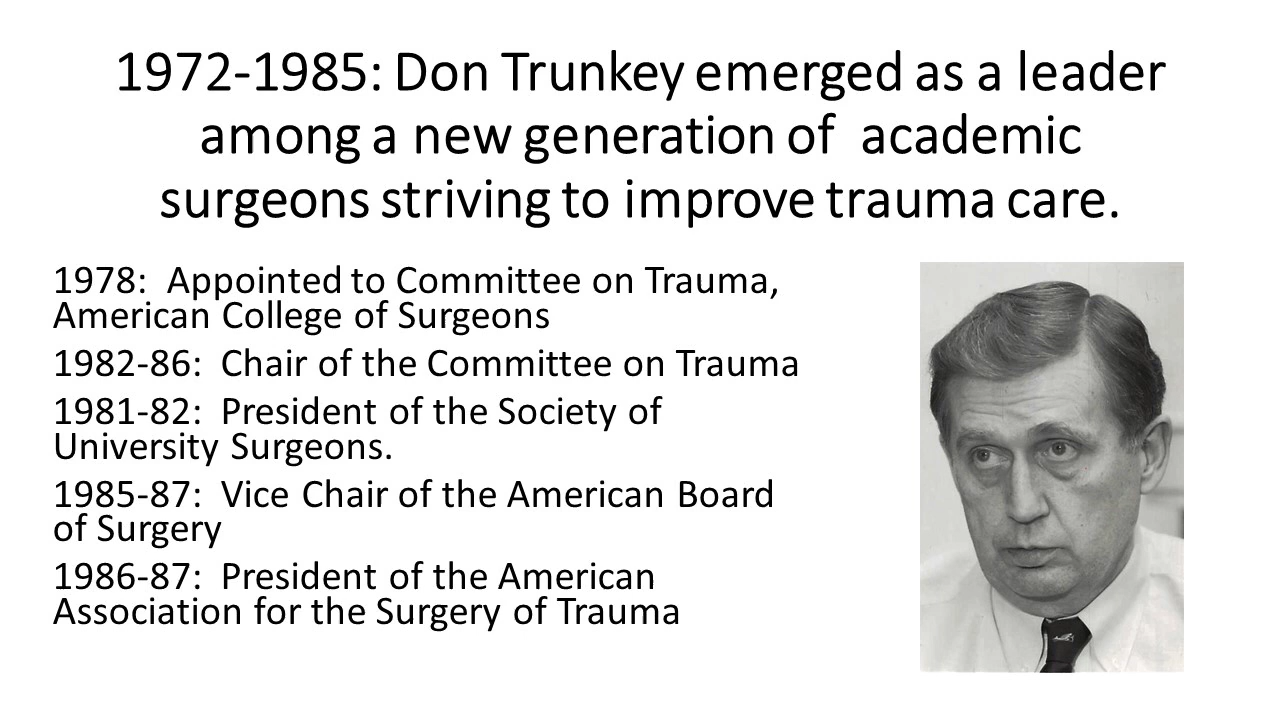 1972-1985: Don Trunkey emerged as a leader
among a new generation of  academic
surgeons striving to improve trauma care.
1978:  Appointed to Committee on Trauma,
American College of Surgeons
1982-86:  Chair of the Committee on Trauma
1981-82:  President of the Society of
University Surgeons.
1985-87:  Vice Chair of the American Board
of Surgery
1986-87:  President of the American
Association for the Surgery of Trauma